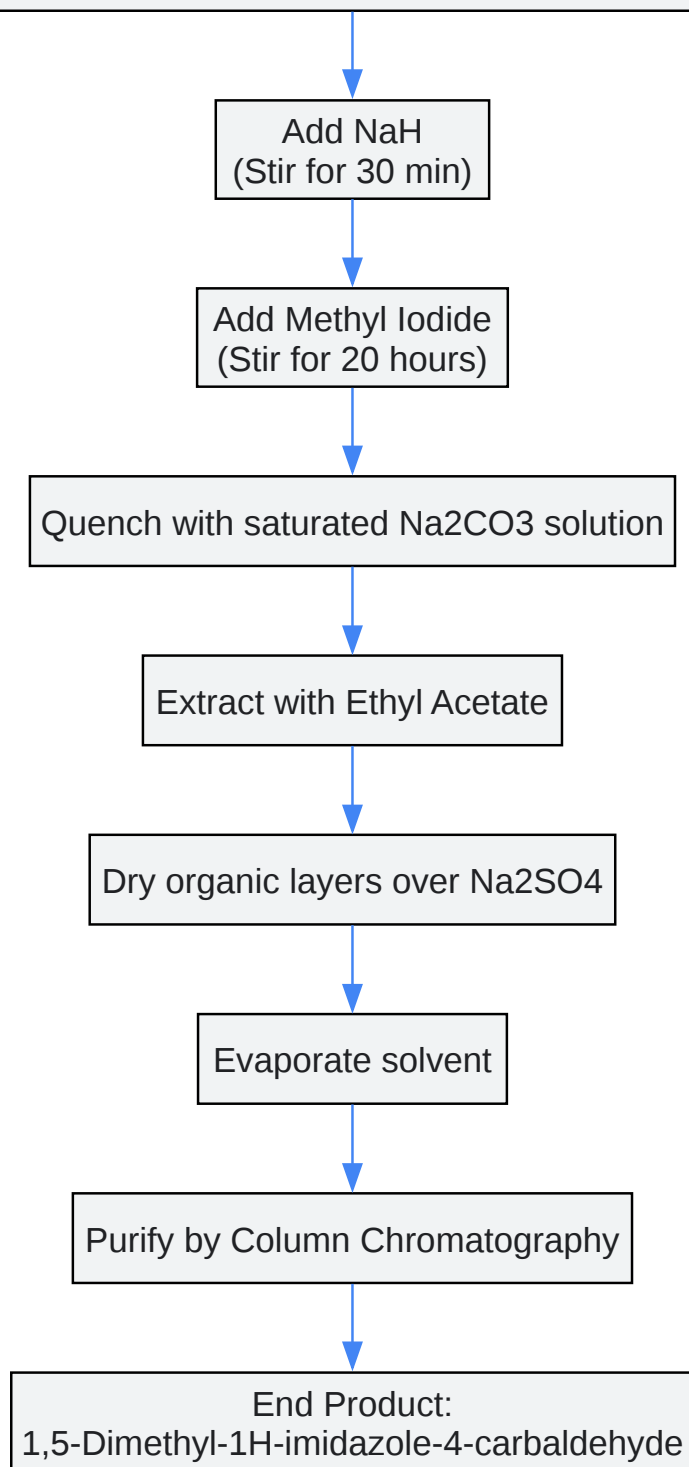 Add NaH
(Stir for 30 min)
Add Methyl Iodide
(Stir for 20 hours)
Quench with saturated Na2CO3 solution
Extract with Ethyl Acetate
Dry organic layers over Na2SO4
Evaporate solvent
Purify by Column Chromatography
End Product:
1,5-Dimethyl-1H-imidazole-4-carbaldehyde